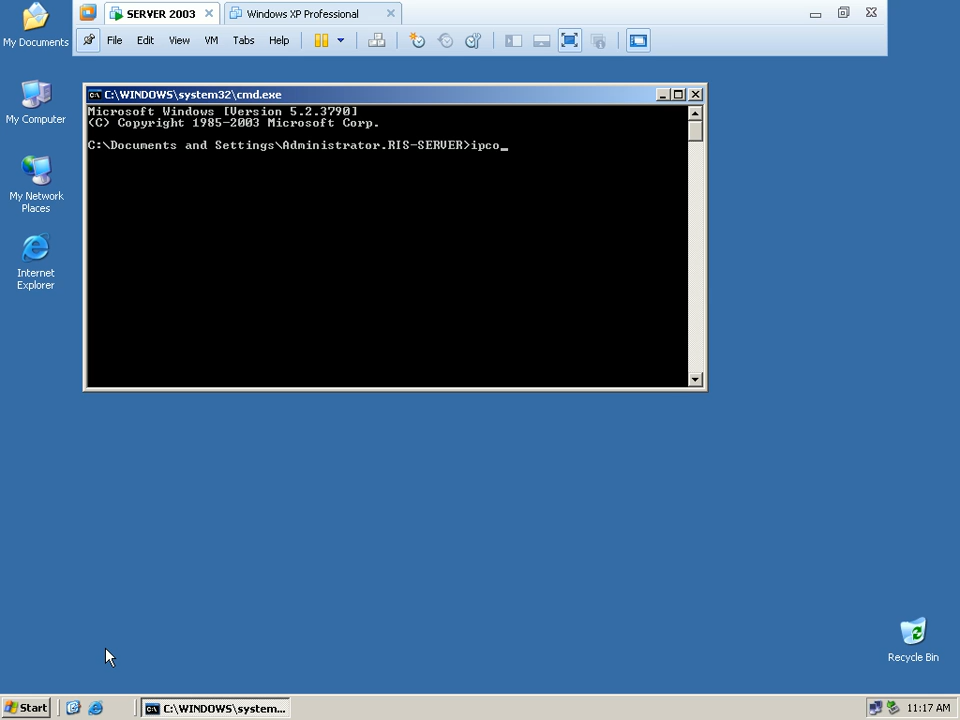 SERVER 2003
Windows XP Professional
File Edit View VM Tabs Help
My Documents
My Computer
My Network
Places
Internet
Explorer
C:\WINDOWS\system32\cmd.exe
Microsoft Windows [Version 5.2.3790]
(C) Copyright 1985-2003 Microsoft Corp.
C:\Documents and Settings\Administrator.RIS-SERVER>ipco_
Recycle Bin
Start
C:\WINDOWS\system...
11:17 AM